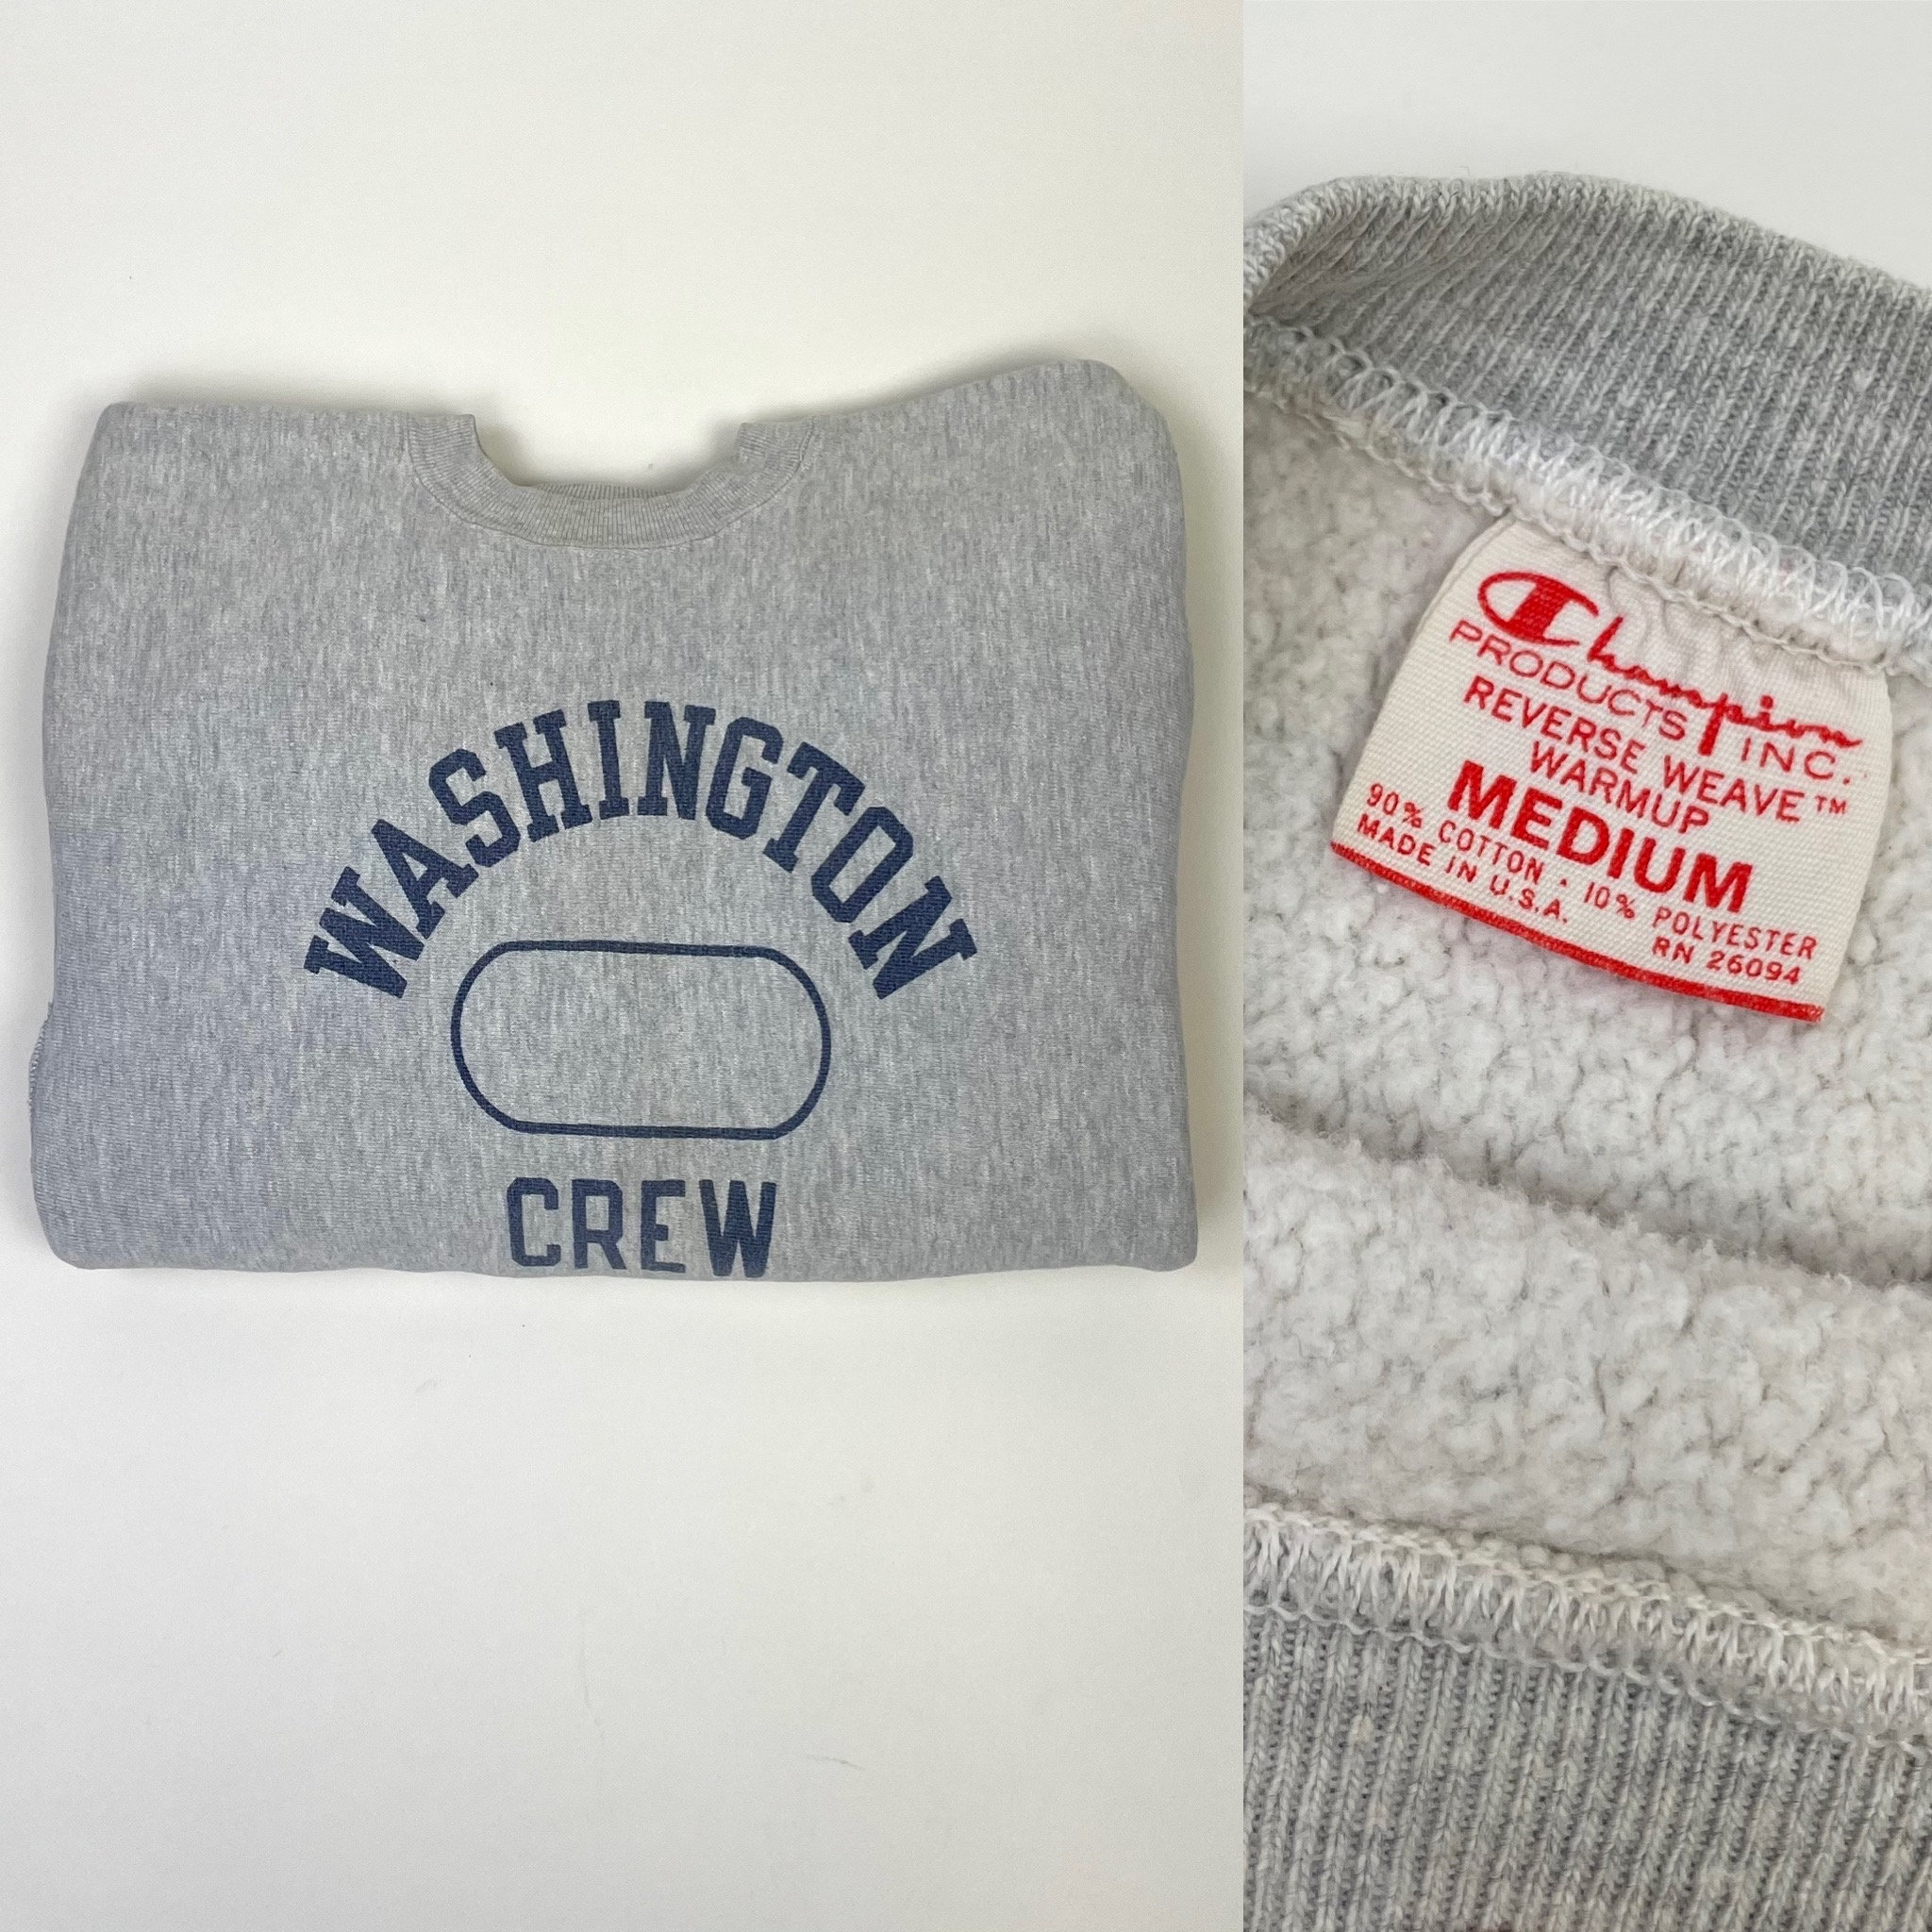 WASHINGTON
CREW
Champion
PRODUCTS INC.
REVERSE WEAVE™
WARMUP
MEDIUM
90% COTTON · 10% POLYESTER
MADE IN U.S.A. RN 26094